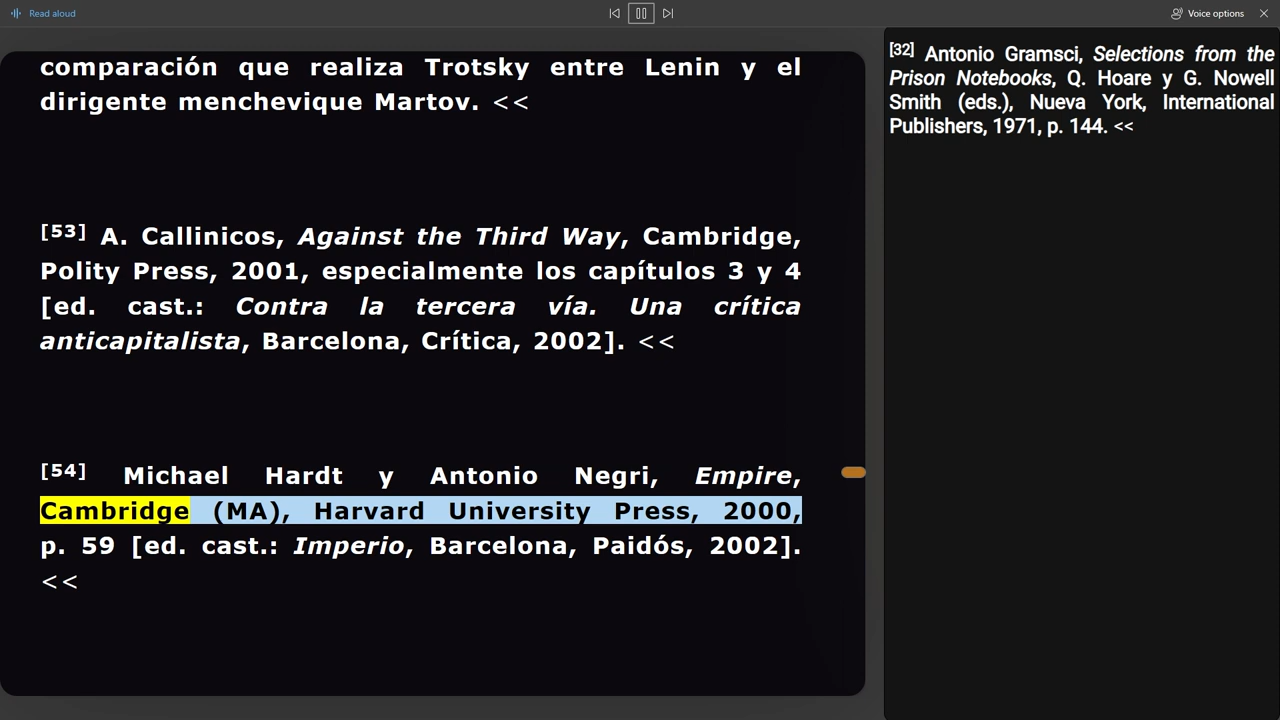 Read aloud
Voice options
comparación que realiza Trotsky entre Lenin y el
dirigente menchevique Martov. <<
[53] A. Callinicos, Against the Third Way, Cambridge,
Polity Press, 2001, especialmente los capítulos 3 y 4
[ed. cast.: Contra la tercera vía. Una crítica
anticapitalista, Barcelona, Crítica, 2002]. <<
[54] Michael Hardt y Antonio Negri, Empire,
Cambridge (MA), Harvard University Press, 2000,
p. 59 [ed. cast.: Imperio, Barcelona, Paidós, 2002].
<<
[32] Antonio Gramsci, Selections from the
Prison Notebooks, Q. Hoare y G. Nowell
Smith (eds.), Nueva York, International
Publishers, 1971, p. 144. <<